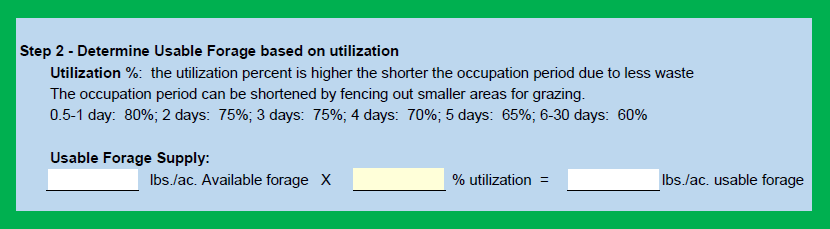 Step 2 - Determine Usable Forage based on utilization
Utilization %: the utilization percent is higher the shorter the occupation period due to less waste
The occupation period can be shortened by fencing out smaller areas for grazing.
0.5-1 day: 80%; 2 days: 75%; 3 days: 75%; 4 days: 70%; 5 days: 65%; 6-30 days: 60%
Usable Forage Supply:
lbs./ac. Available forage X % utilization = lbs./ac. usable forage